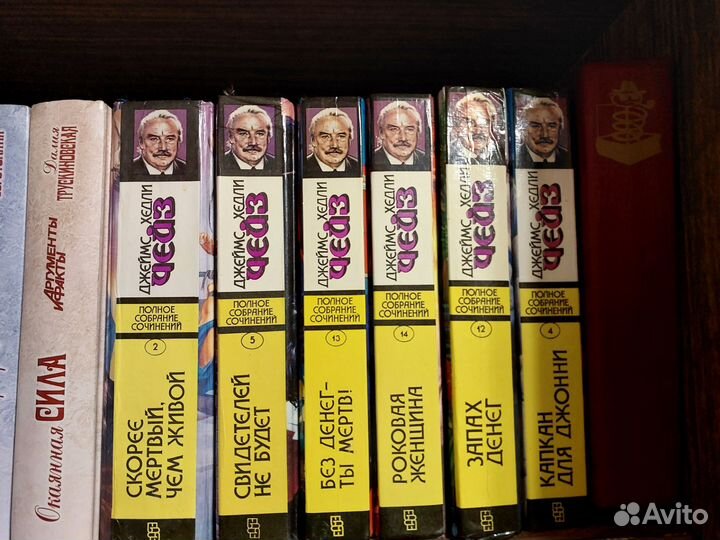 Далия
ТРУСКИНОВСКАЯ
АРГУМЕНТЫ
И ФАКТЫ
Окаянная СИЛА
ДЖЕЙМС ХЕДЛИ
ЧЕЙЗ
ПОЛНОЕ
СОБРАНИЕ
СОЧИНЕНИЙ
2
СКОРЕЕ
МЕРТВЫЙ,
ЧЕМ ЖИВОЙ
ДЖЕЙМС ХЕДЛИ
ЧЕЙЗ
ПОЛНОЕ
СОБРАНИЕ
СОЧИНЕНИЙ
5
СВИДЕТЕЛЕЙ
НЕ БУДЕТ
ДЖЕЙМС ХЕДЛИ
ЧЕЙЗ
ПОЛНОЕ
СОБРАНИЕ
СОЧИНЕНИЙ
13
БЕЗ ДЕНЕГ-
ТЫ МЕРТВ!
ДЖЕЙМС ХЕДЛИ
ЧЕЙЗ
ПОЛНОЕ
СОБРАНИЕ
СОЧИНЕНИЙ
14
РОКОВАЯ
ЖЕНЩИНА
ДЖЕЙМС ХЕДЛИ
ЧЕЙЗ
ПОЛНОЕ
СОБРАНИЕ
СОЧИНЕНИЙ
12
ЗАПАХ
ДЕНЕГ
ДЖЕЙМС ХЕДЛИ
ЧЕЙЗ
ПОЛНОЕ
СОБРАНИЕ
СОЧИНЕНИЙ
4
КАПКАН
ДЛЯ ДЖОННИ
Avito